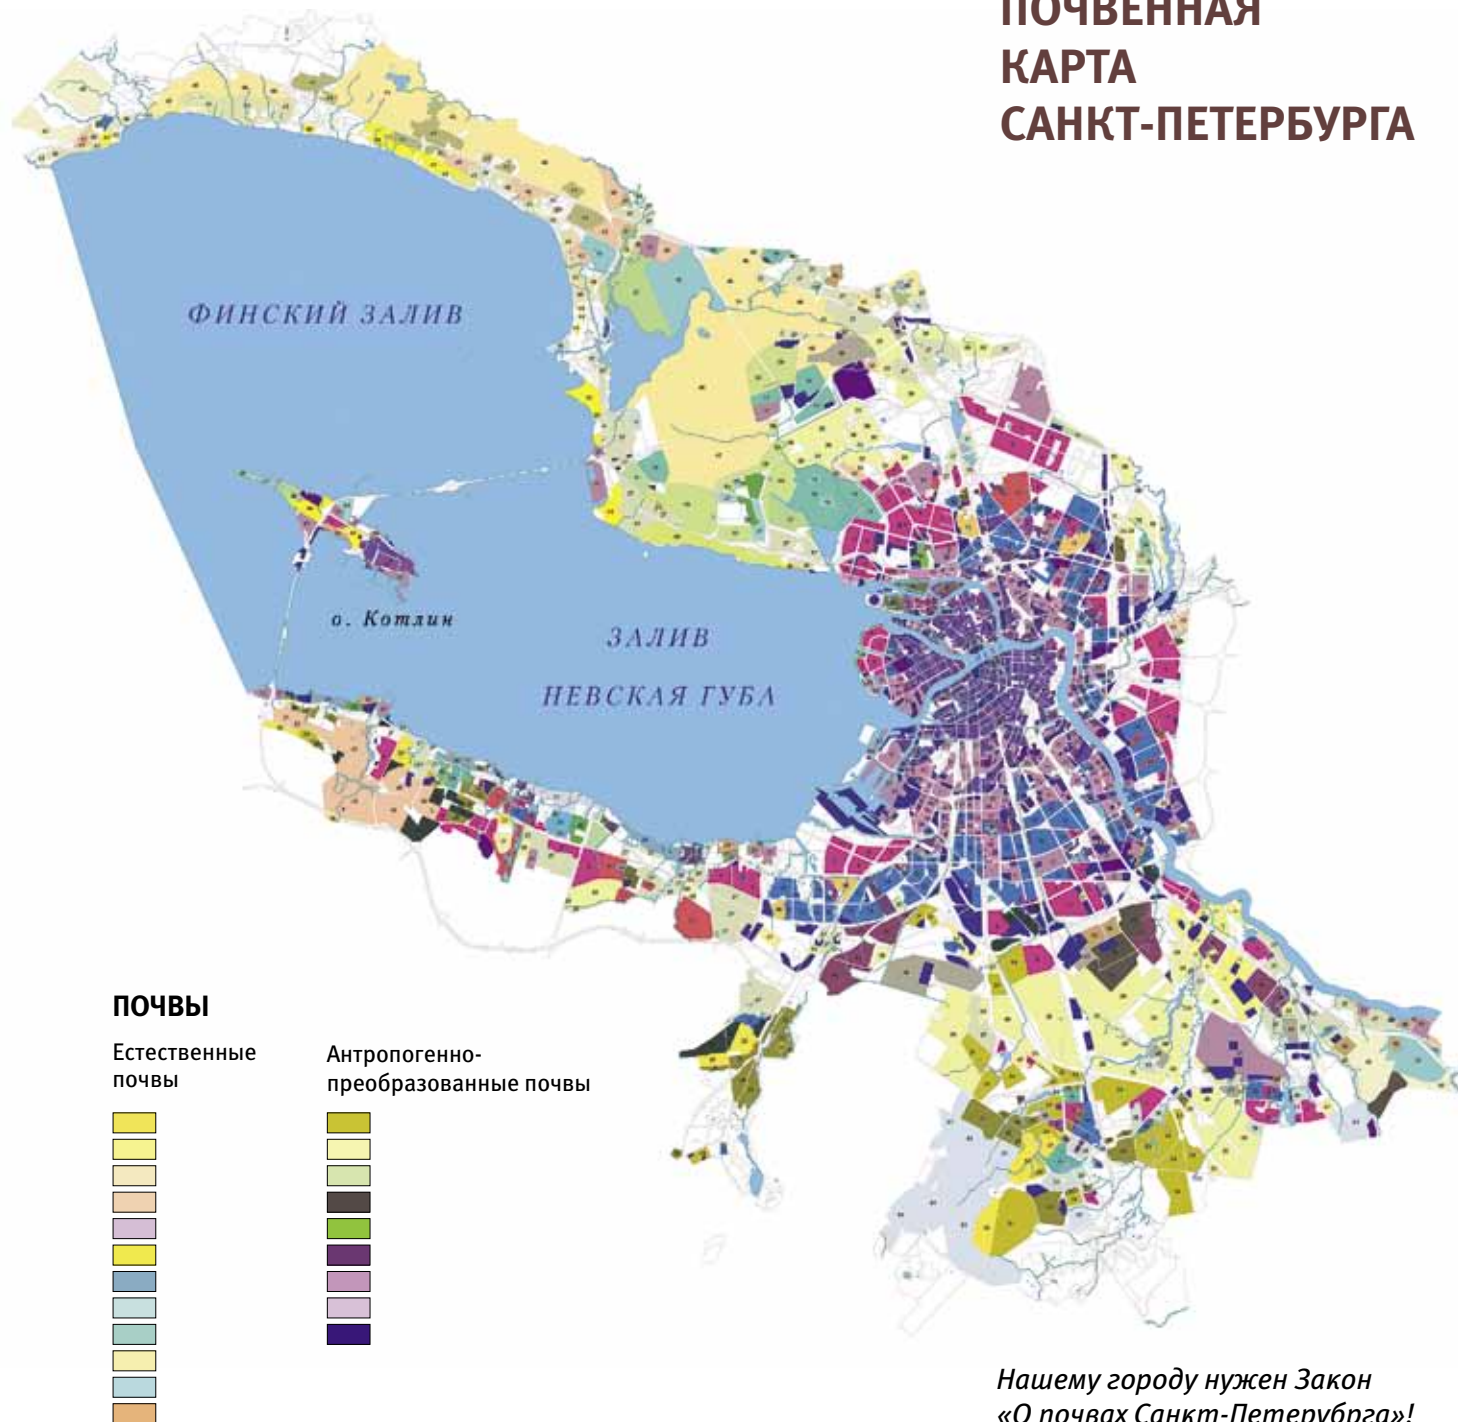 ПОЧВЕННАЯ
КАРТА
САНКТ-ПЕТЕРБУРГА
ФИНСКИЙ ЗАЛИВ
о. Котлин
ЗАЛИВ
НЕВСКАЯ ГУБА
ПОЧВЫ
Естественные
почвы
Антропогенно-
преобразованные почвы
Нашему городу нужен Закон
«О почвах Санкт-Петерубрга»!